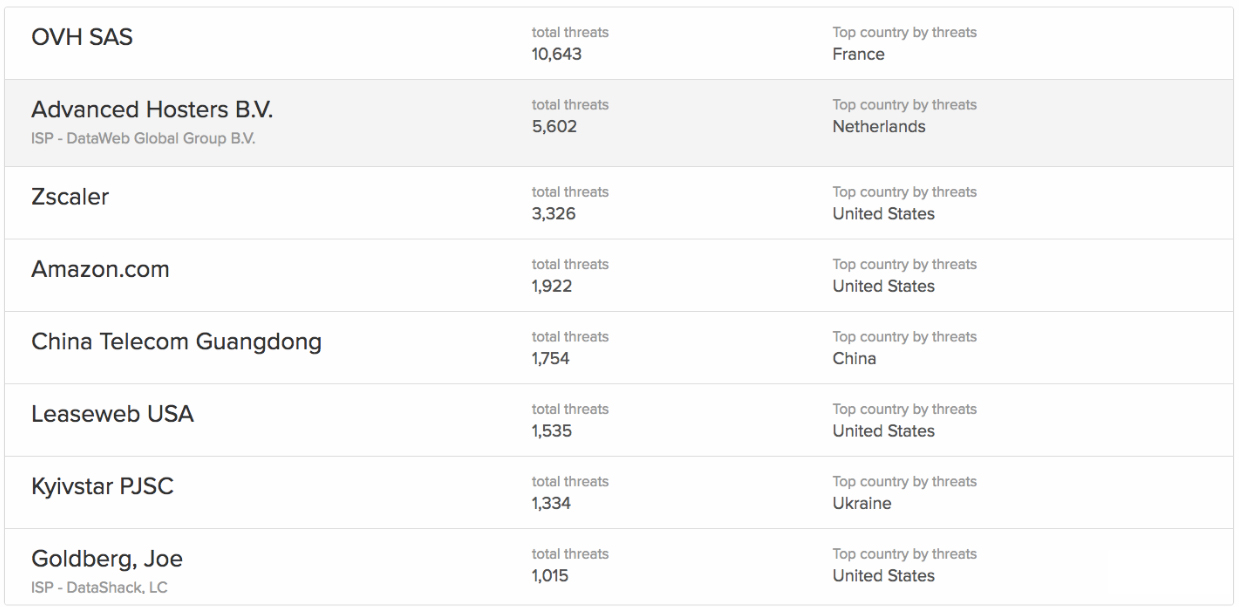 OVH SAS
total threats
10,643
Top country by threats
France
Advanced Hosters B.V.
ISP - DataWeb Global Group B.V.
total threats
5,602
Top country by threats
Netherlands
Zscaler
total threats
3,326
Top country by threats
United States
Amazon.com
total threats
1,922
Top country by threats
United States
China Telecom Guangdong
total threats
1,754
Top country by threats
China
Leaseweb USA
total threats
1,535
Top country by threats
United States
Kyivstar PJSC
total threats
1,334
Top country by threats
Ukraine
Goldberg, Joe
ISP - DataShack, LC
total threats
1,015
Top country by threats
United States